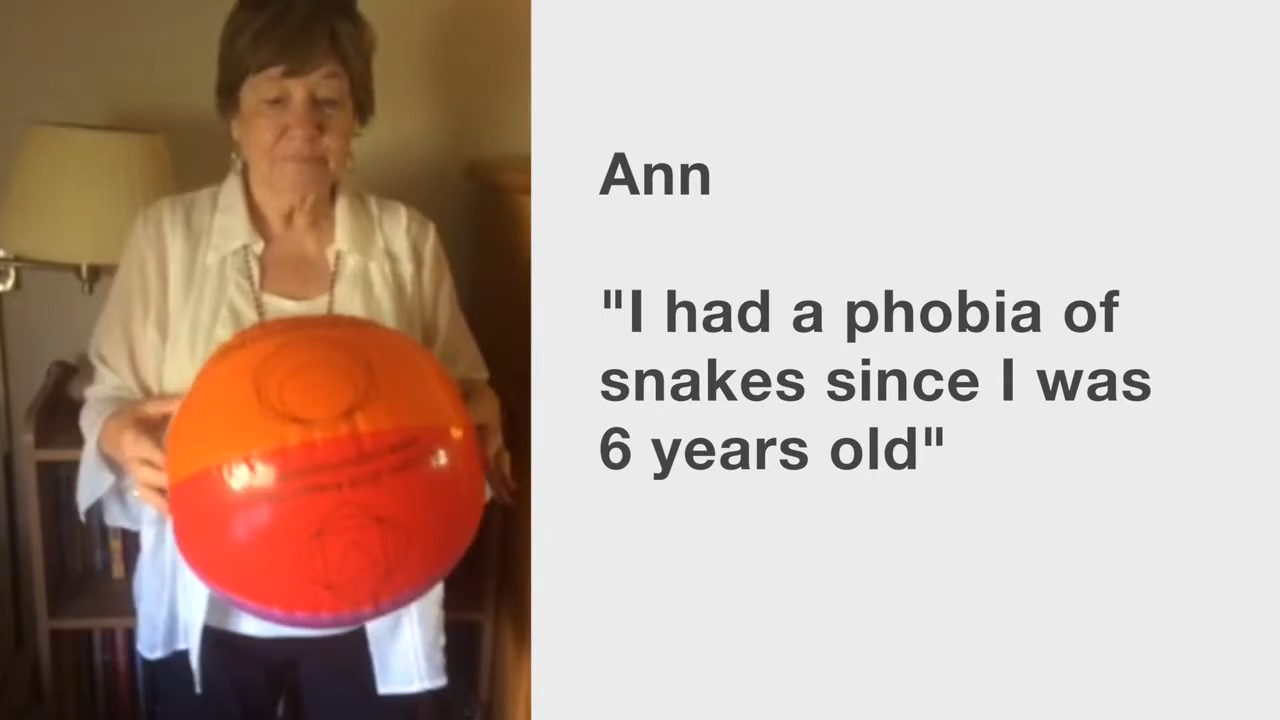 Ann
"I had a phobia of
snakes since I was
6 years old"